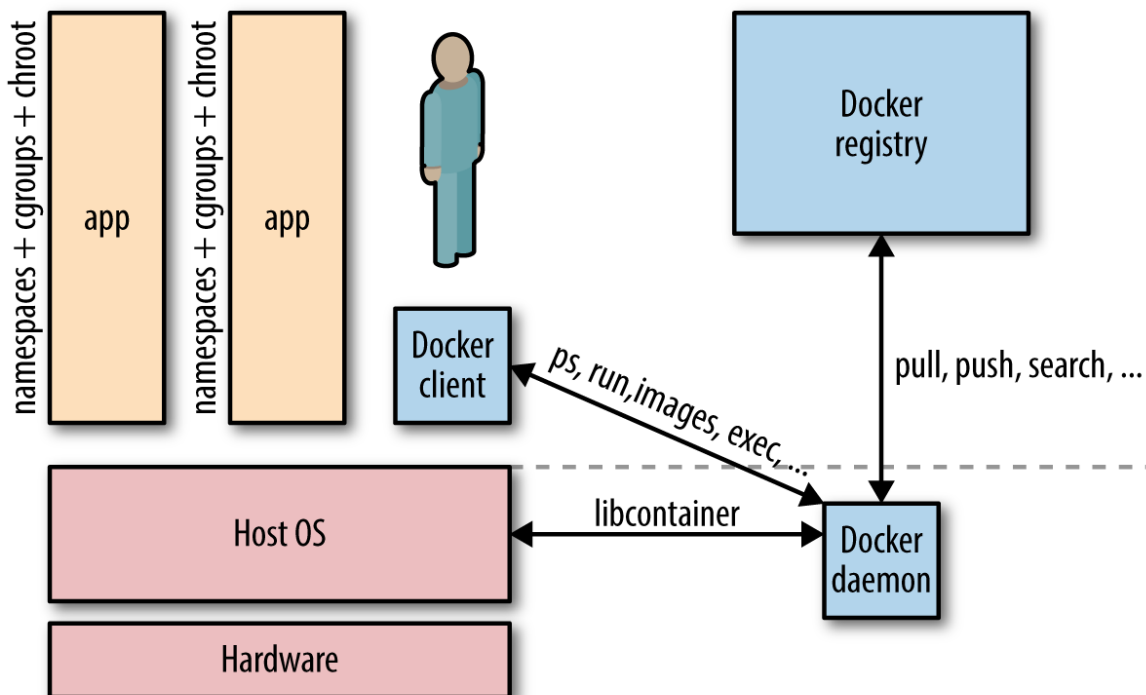 namespaces + cgroups + chroot
app
namespaces + cgroups + chroot
app
Docker
registry
Docker
client
ps, run,images, exec, ...
pull, push, search, ...
Host OS
libcontainer
Docker
daemon
Hardware